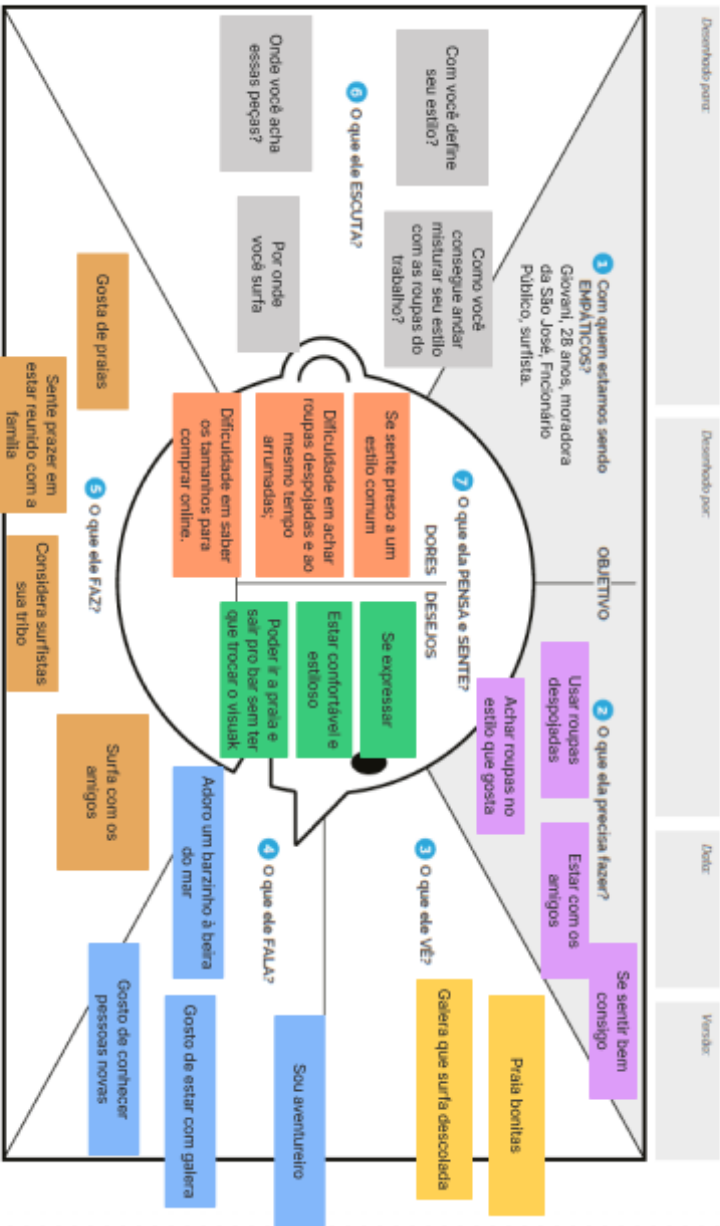 Desenhado para:
Desenhado por:
Data:
Versão:
1 Com quem estamos sendo
EMPÁTICOS?
Giovani, 28 anos, moradora
da São José, Fncionário
Público, surfista.
OBJETIVO
2 O que ela precisa fazer?
Usar roupas
despojadas
Estar com os
amigos
Se sentir bem
consigo
Achar roupas no
estilo que gosta
3 O que ele VÊ?
Praia bonitas
Galera que surfa descolada
4 O que ele FALA?
Sou aventureiro
Adoro um barzinho à beira
do mar
Gosto de estar com galera
Gosto de conhecer
pessoas novas
5 O que ele FAZ?
Gosta de praias
Sente prazer em
estar reunido com a
família
Considera surfistas
sua tribo
Surfa com os
amigos
6 O que ele ESCUTA?
Com você define
seu estilo?
Como você
consegue andar
misturar seu estilo
com as roupas do
trabalho?
Onde você acha
essas peças?
Por onde
você surfa
7 O que ela PENSA e SENTE?
DORES
DESEJOS
Se sente preso a um
estilo comum
Dificuldade em achar
roupas despojadas e ao
mesmo tempo
arrumadas;
Dificuldade em saber
os tamanhos para
comprar online.
Se expressar
Estar confortável e
estiloso
Poder ir a praia e
sair pro bar sem ter
que trocar o visuak